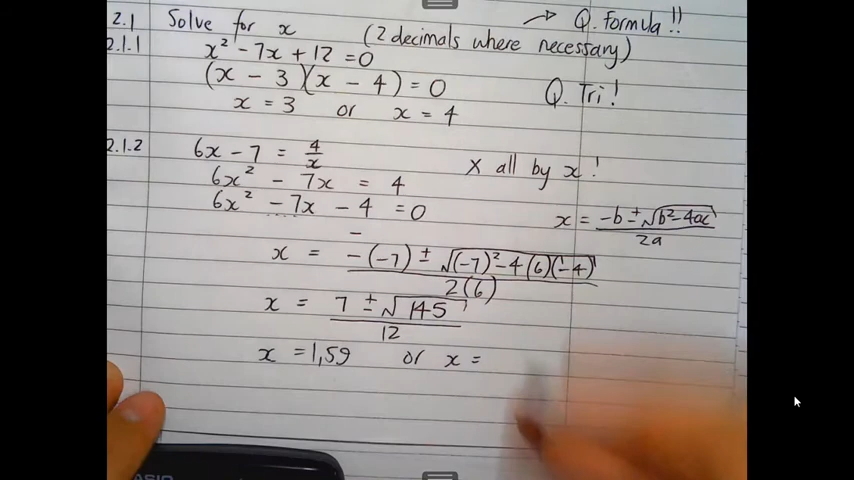 2.1 Solve for x → Q. formula !!
2.1.1 (2 decimals where necessary)
x² - 7x + 12 = 0
(x - 3)(x - 4) = 0 Q. Tri !
x = 3 or x = 4
2.1.2 6x - 7 = 4/x × all by x !
6x² - 7x = 4
6x² - 7x - 4 = 0 x = (-b ± √(b² - 4ac))/2a
x = (-(-7) ± √((-7)² - 4(6)(-4)))/2(6)
x = (7 ± √145)/12
x = 1,59 or x =
CASIO